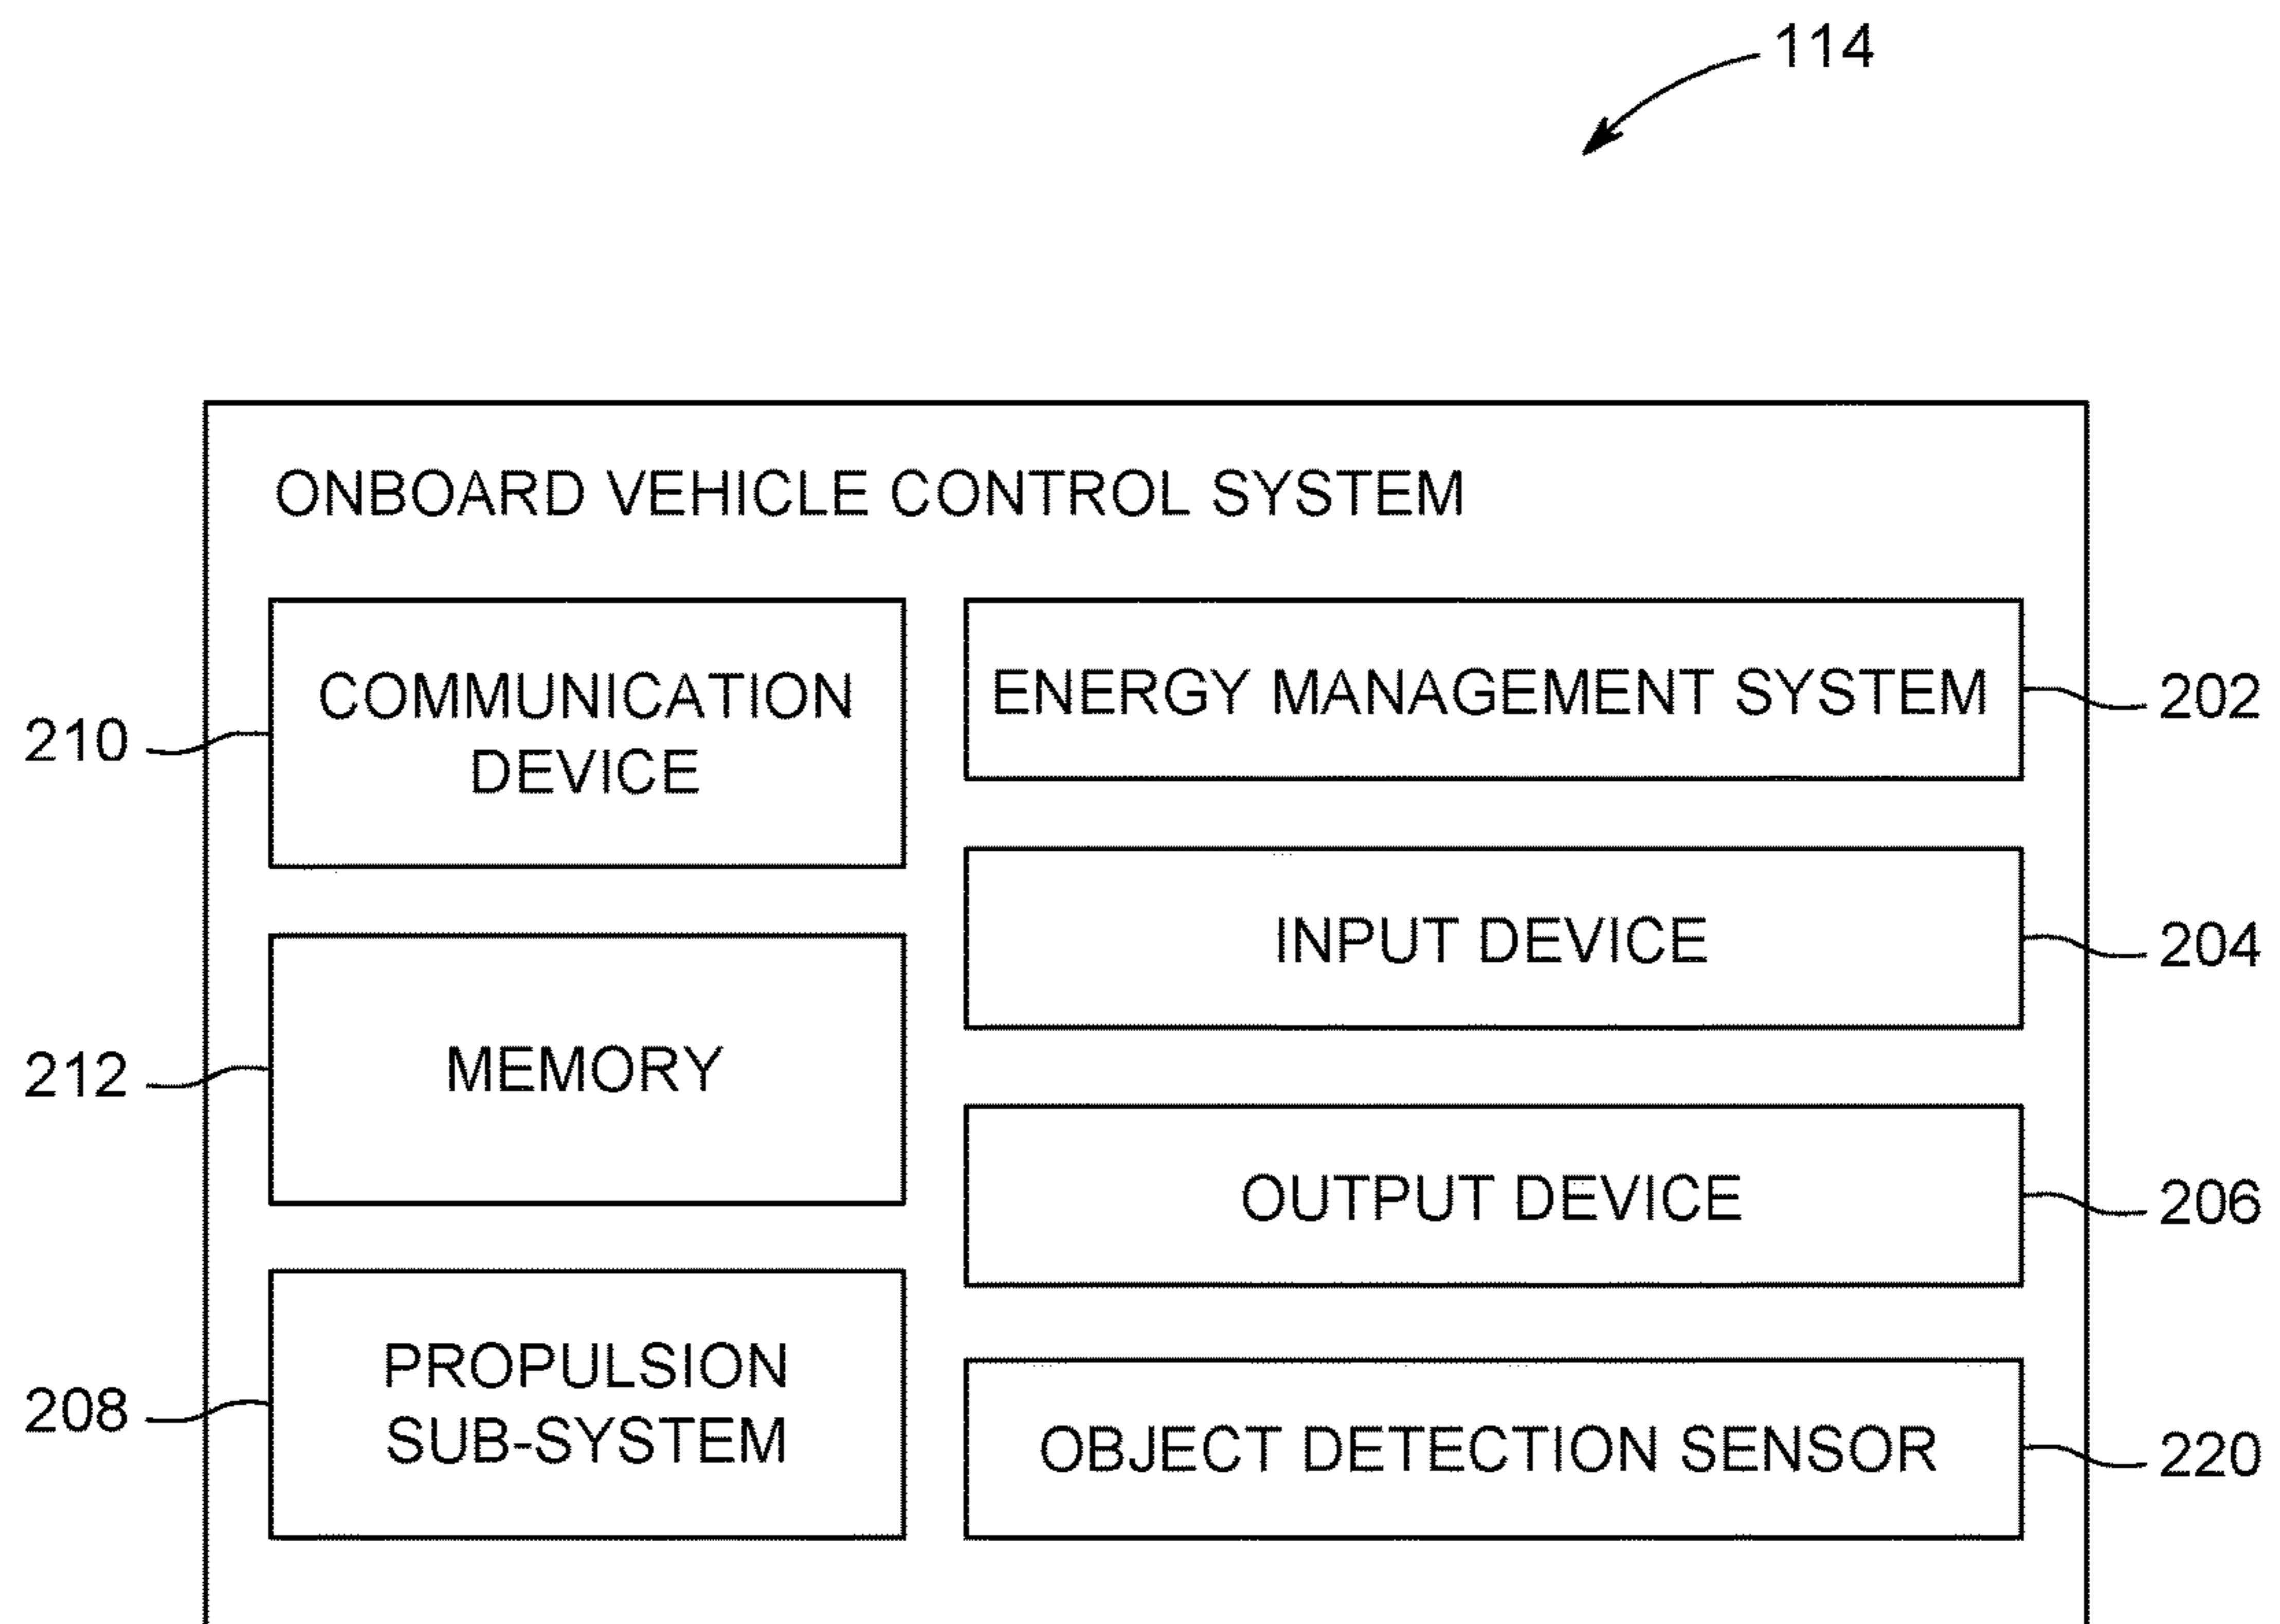 114
ONBOARD VEHICLE CONTROL SYSTEM
210
COMMUNICATION
DEVICE
ENERGY MANAGEMENT SYSTEM
202
INPUT DEVICE
204
212
MEMORY
OUTPUT DEVICE
206
208
PROPULSION
SUB-SYSTEM
OBJECT DETECTION SENSOR
220